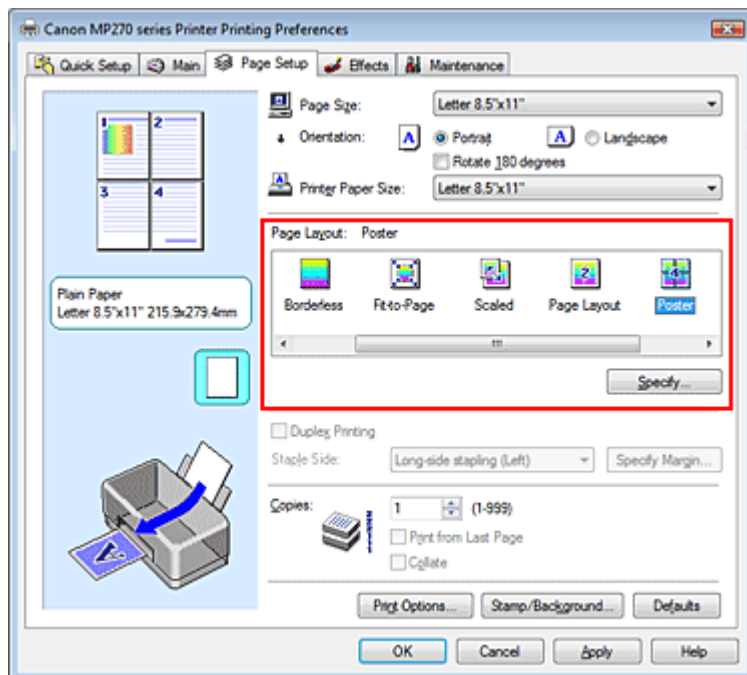 Canon MP270 series Printer Printing Preferences
Quick Setup Main Page Setup Effects Maintenance
1 2
3 4
Plain Paper
Letter 8.5"x11" 215.9x279.4mm
Page Size: Letter 8.5"x11"
Orientation: A Portrait A Landscape
Rotate 180 degrees
Printer Paper Size: Letter 8.5"x11"
Page Layout: Poster
Borderless Fit-to-Page Scaled Page Layout Poster
Specify...
Duplex Printing
Staple Side: Long-side stapling (Left) Specify Margin...
Copies: 1 (1-999)
Print from Last Page
Collate
Print Options... Stamp/Background... Defaults
OK Cancel Apply Help